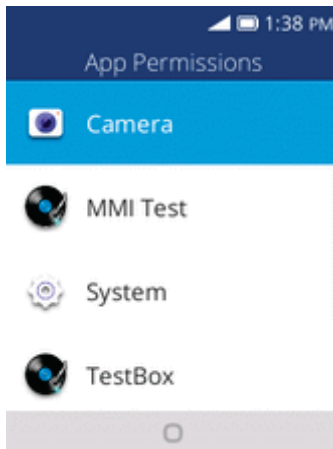 1:38 PM
App Permissions
Camera
MMI Test
System
TestBox